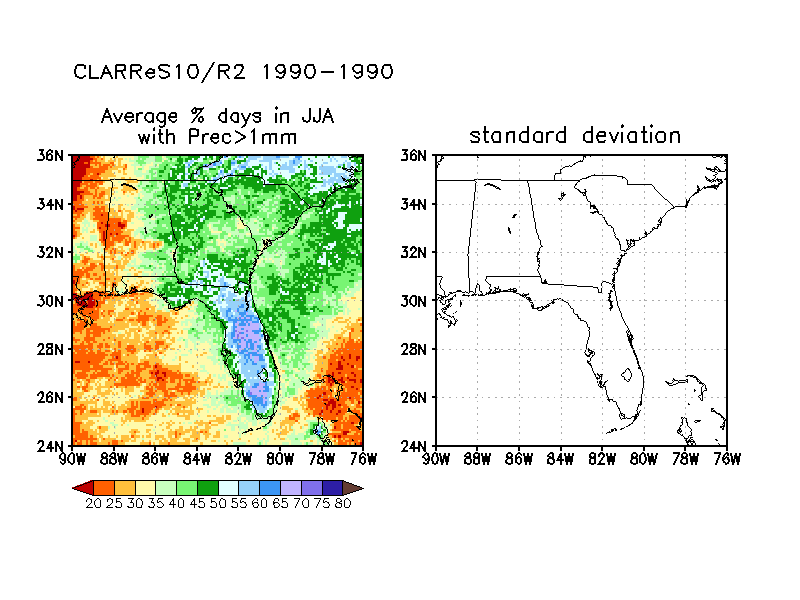 CLARReS10/R2 1990−1990
Average % days in JJA
with Prec>1mm
standard deviation
36N
34N
32N
30N
28N
26N
24N
90W 88W 86W 84W 82W 80W 78W 76W
36N
34N
32N
30N
28N
26N
24N
90W 88W 86W 84W 82W 80W 78W 76W
20 25 30 35 40 45 50 55 60 65 70 75 80